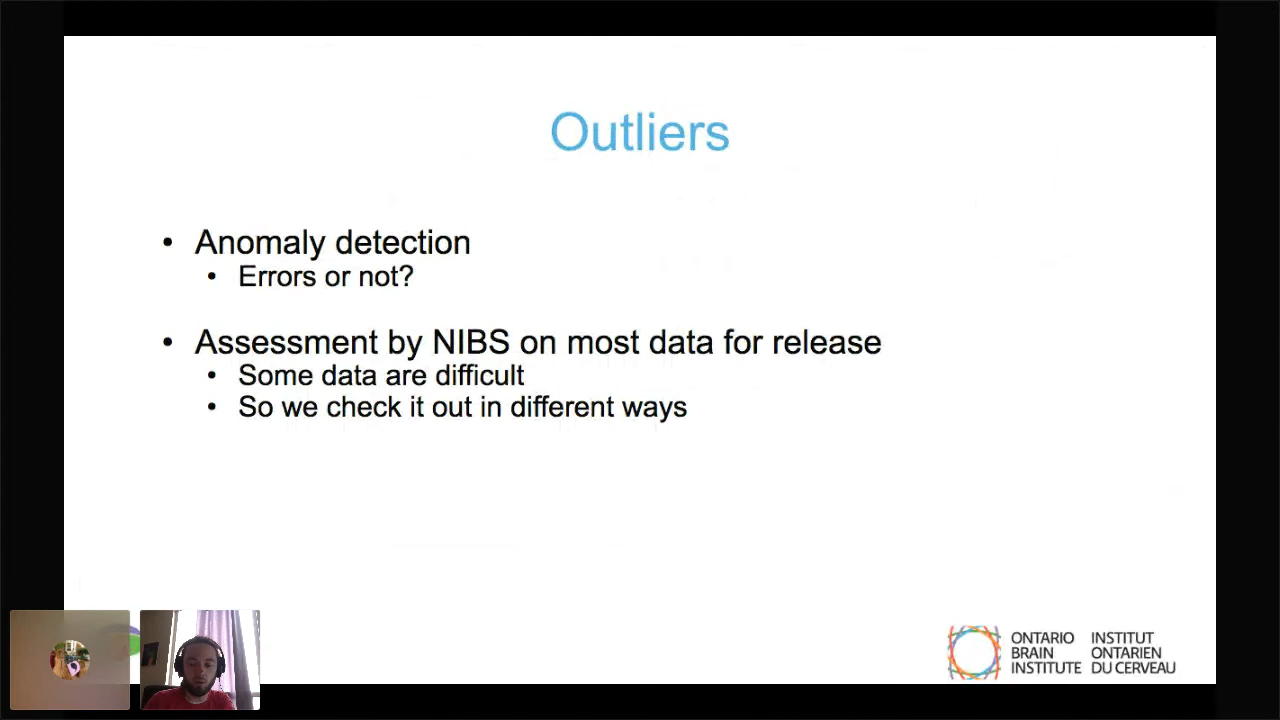 Outliers
• Anomaly detection
• Errors or not?
• Assessment by NIBS on most data for release
• Some data are difficult
• So we check it out in different ways
ONTARIO BRAIN INSTITUTE
INSTITUT ONTARIEN DU CERVEAU